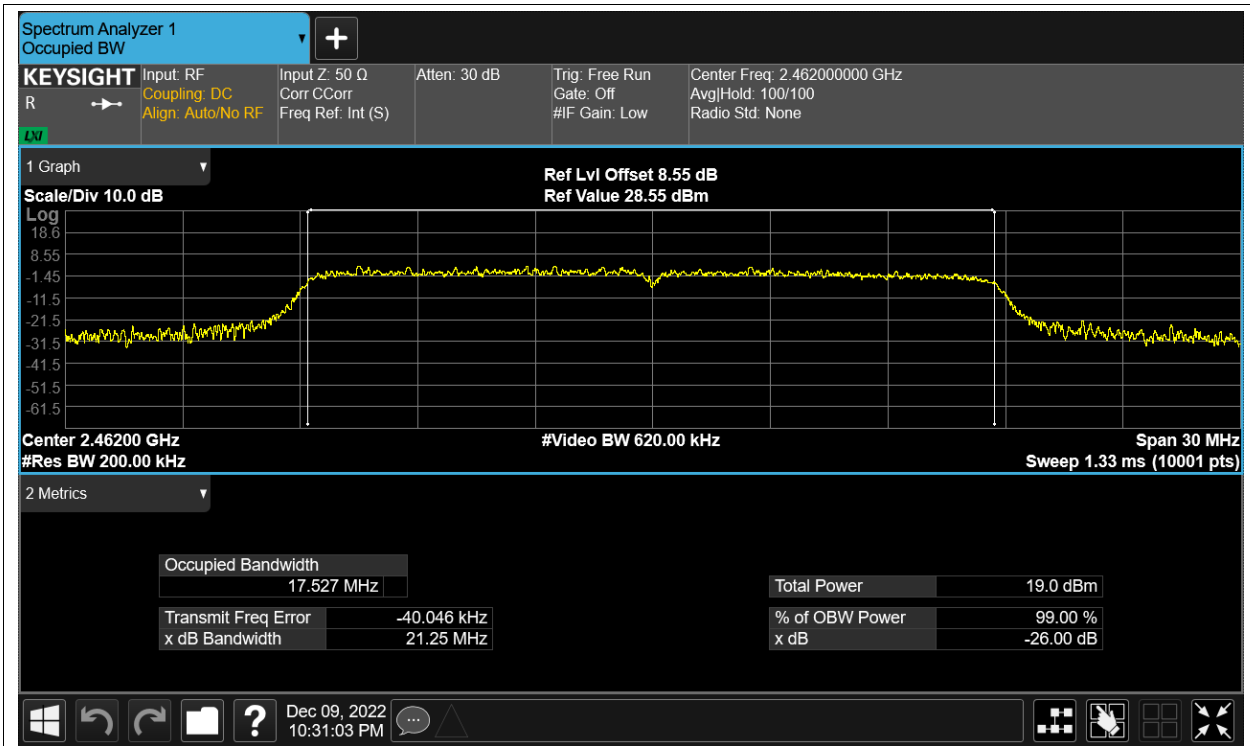 Spectrum Analyzer 1
Occupied BW
+
KEYSIGHT
R
LXI
Input: RF
Coupling: DC
Align: Auto/No RF
Input Z: 50 Ω
Corr CCorr
Freq Ref: Int (S)
Atten: 30 dB
Trig: Free Run
Gate: Off
#IF Gain: Low
Center Freq: 2.462000000 GHz
Avg|Hold: 100/100
Radio Std: None
1 Graph
Scale/Div 10.0 dB
Ref Lvl Offset 8.55 dB
Ref Value 28.55 dBm
Log
18.6
8.55
-1.45
-11.5
-21.5
-31.5
-41.5
-51.5
-61.5
Center 2.46200 GHz
#Video BW 620.00 kHz
Span 30 MHz
#Res BW 200.00 kHz
Sweep 1.33 ms (10001 pts)
2 Metrics
Occupied Bandwidth
17.527 MHz
Total Power 19.0 dBm
Transmit Freq Error -40.046 kHz
% of OBW Power 99.00 %
x dB Bandwidth 21.25 MHz
x dB -26.00 dB
?
Dec 09, 2022
10:31:03 PM